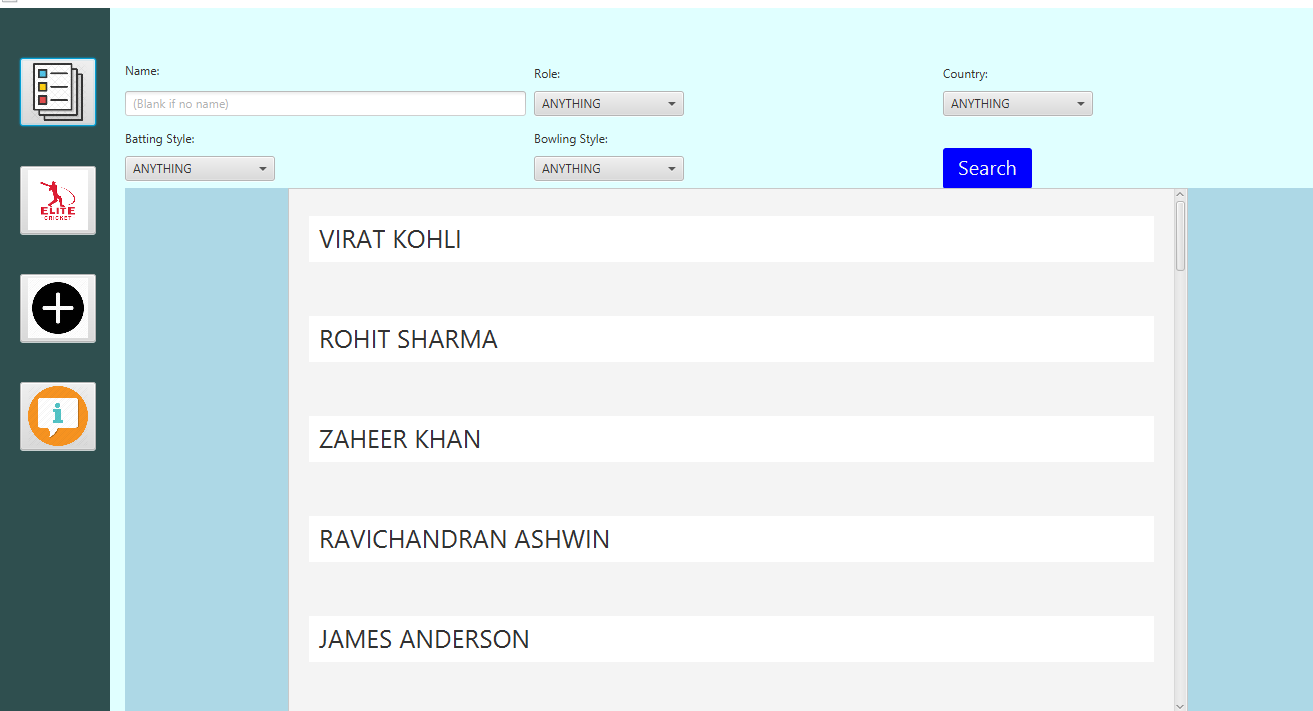 Name:
Role:
Country:
(Blank if no name)
ANYTHING
ANYTHING
Batting Style:
Bowling Style:
ANYTHING
ANYTHING
Search
ELITE
CRICKET
i
VIRAT KOHLI
ROHIT SHARMA
ZAHEER KHAN
RAVICHANDRAN ASHWIN
JAMES ANDERSON